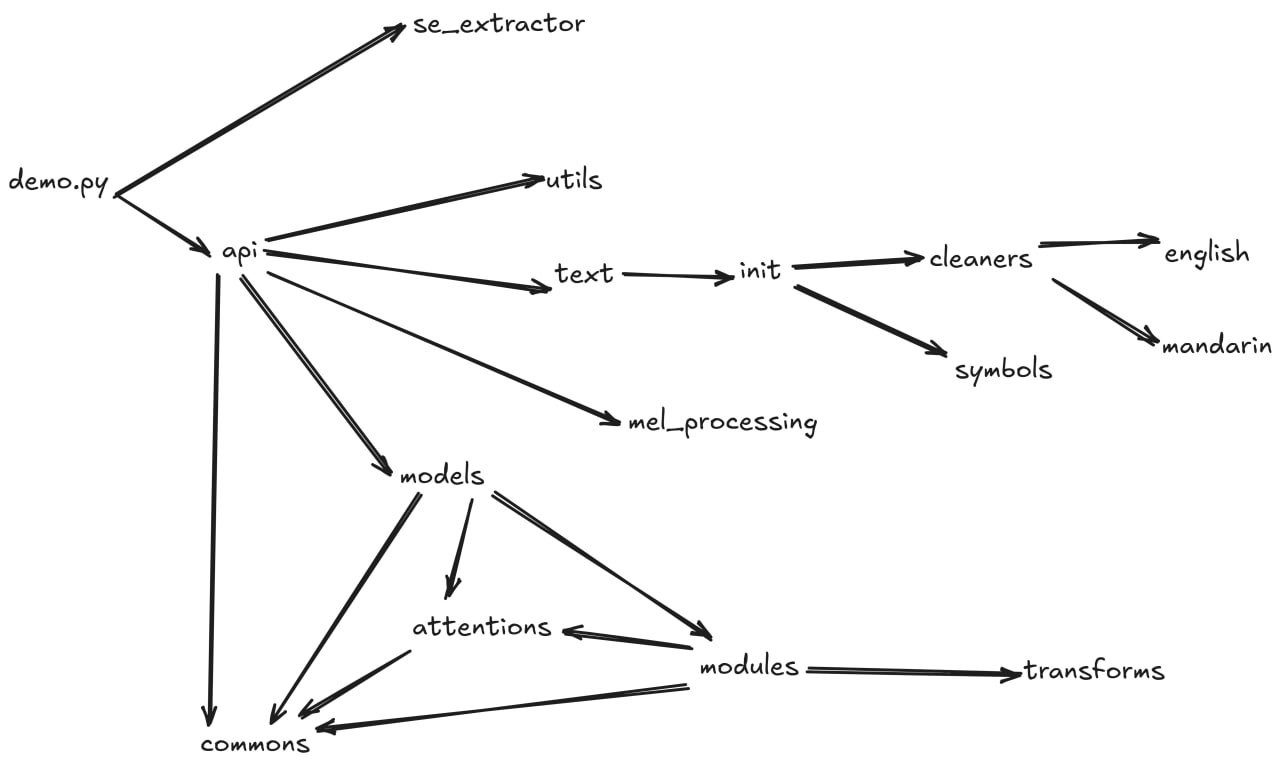 se_extractor
demo.py
utils
api
text
init
cleaners
english
symbols
mandarin
mel_processing
models
attentions
modules
transforms
commons